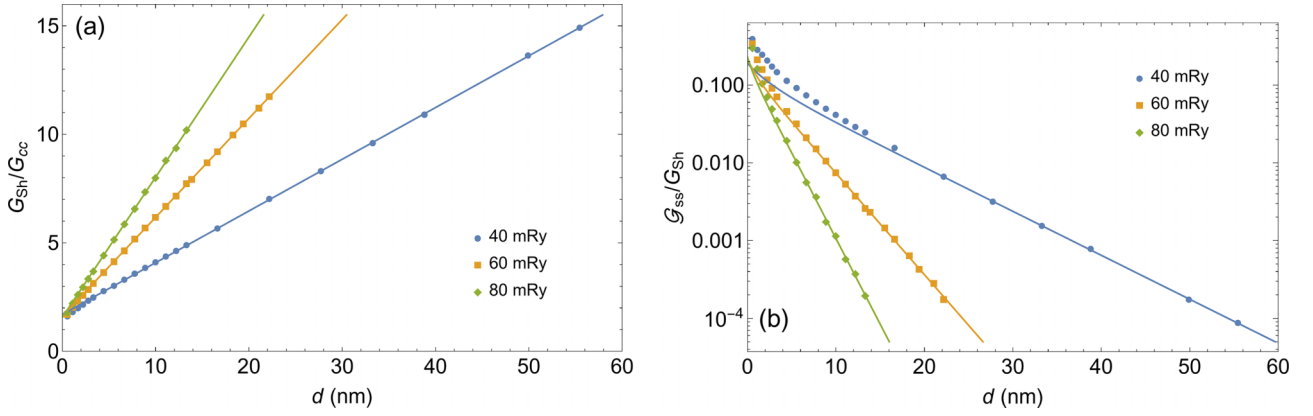 (a)
15
10
5
0
G_Sh/G_cc
40 mRy
60 mRy
80 mRy
0 10 20 30 40 50 60
d (nm)
0.100
0.010
0.001
10⁻⁴
𝒢_ss/G_Sh
40 mRy
60 mRy
80 mRy
(b)
0 10 20 30 40 50 60
d (nm)